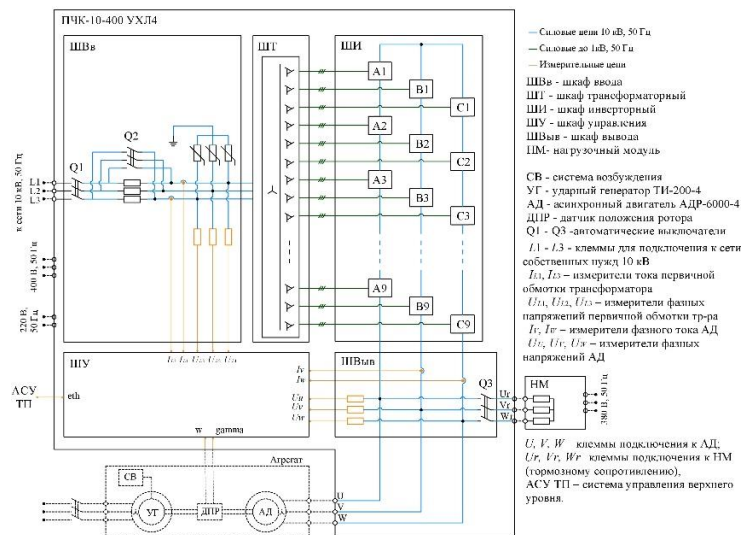 ПЧК-10-400 УХЛ4
ШВв
ШТ
ШИ
Q1
Q2
L1
L2
L3
к сети 10 кВ, 50 Гц
400 В, 50 Гц
220 В, 50 Гц
A1
B1
C1
A2
B2
C2
A3
B3
C3
A9
B9
C9
ШУ
ШВыв
АСУ ТП
eth
w gamma
Iv
Uu
Uv
Uw
Q3
Ur
Vr
НМ
380 В, 50 Гц
Агрегат
СВ
УГ
ДПР
АД
U
V
W
Силовые цепи 10 кВ, 50 Гц
Силовые до 1кВ, 50 Гц
Измерительные цепи
ШВв - шкаф ввода
ШТ - шкаф трансформаторный
ШИ - шкаф инверторный
ШУ - шкаф управления
ШВыв - шкаф вывода
НМ- нагрузочный модуль
СВ - система возбуждения
УГ - ударный генератор ТИ-200-4
АД - асинхронный двигатель АДР-6000-4
ДПР - датчик положения ротора
Q1 - Q3 -автоматические выключатели
L1 - L3 - клеммы для подключения к сети
собственных нужд 10 кВ
IL1, IL3 – измерители тока первичной
обмотки трансформатора
UL1, UL2, UL3 – измерители фазных
напряжений первичной обмотки тр-ра
– измерители фазного тока АД
– измерители фазных
напряжений АД
U, V, W клеммы подключения к АД;
Ur, Vr, Wr клеммы подключения к НМ
(тормозному сопротивлению),
АСУ ТП – система управления верхнего
уровня.